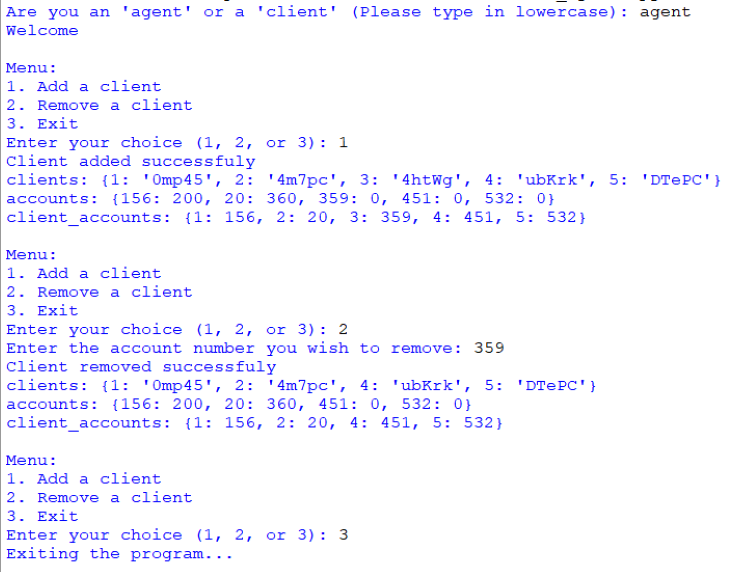 Are you an 'agent' or a 'client' (Please type in lowercase): agent
Welcome
Menu:
1. Add a client
2. Remove a client
3. Exit
Enter your choice (1, 2, or 3): 1
Client added successfuly
clients: {1: '0mp45', 2: '4m7pc', 3: '4htWg', 4: 'ubKrk', 5: 'DTePC'}
accounts: {156: 200, 20: 360, 359: 0, 451: 0, 532: 0}
client_accounts: {1: 156, 2: 20, 3: 359, 4: 451, 5: 532}
Menu:
1. Add a client
2. Remove a client
3. Exit
Enter your choice (1, 2, or 3): 2
Enter the account number you wish to remove: 359
Client removed successfuly
clients: {1: '0mp45', 2: '4m7pc', 4: 'ubKrk', 5: 'DTePC'}
accounts: {156: 200, 20: 360, 451: 0, 532: 0}
client_accounts: {1: 156, 2: 20, 4: 451, 5: 532}
Menu:
1. Add a client
2. Remove a client
3. Exit
Enter your choice (1, 2, or 3): 3
Exiting the program...